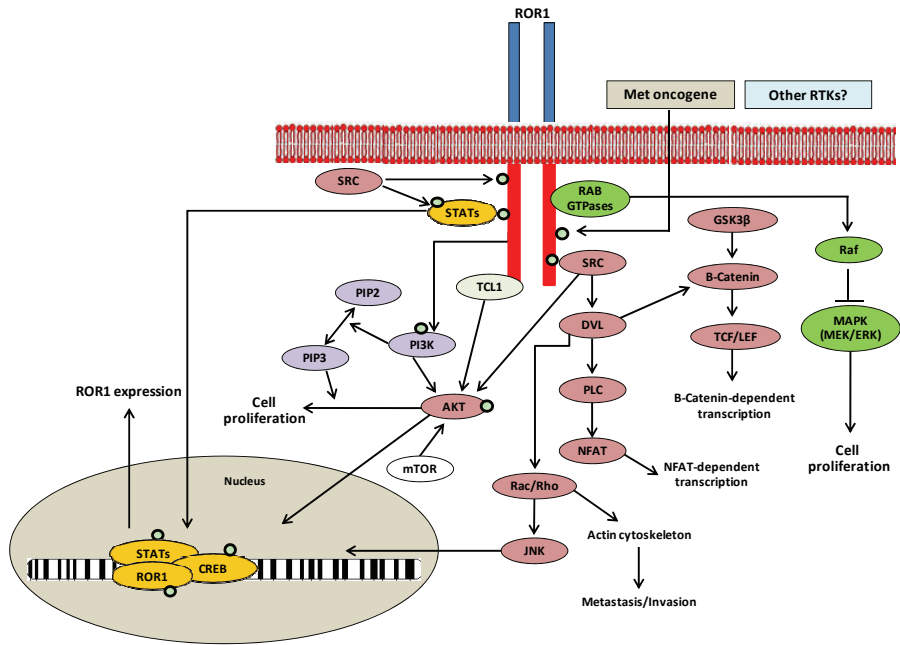 ROR1
Met oncogene
Other RTKs?
SRC
STATs
RAB
GTPases
GSK3β
Raf
SRC
B-Catenin
PIP2
TCL1
DVL
MAPK
(MEK/ERK)
TCF/LEF
PIP3
PI3K
ROR1 expression
PLC
Cell
proliferation
AKT
B-Catenin-dependent
transcription
NFAT
Cell
proliferation
mTOR
NFAT-dependent
transcription
Nucleus
Rac/Rho
Actin cytoskeleton
STATs
JNK
CREB
ROR1
Metastasis/Invasion